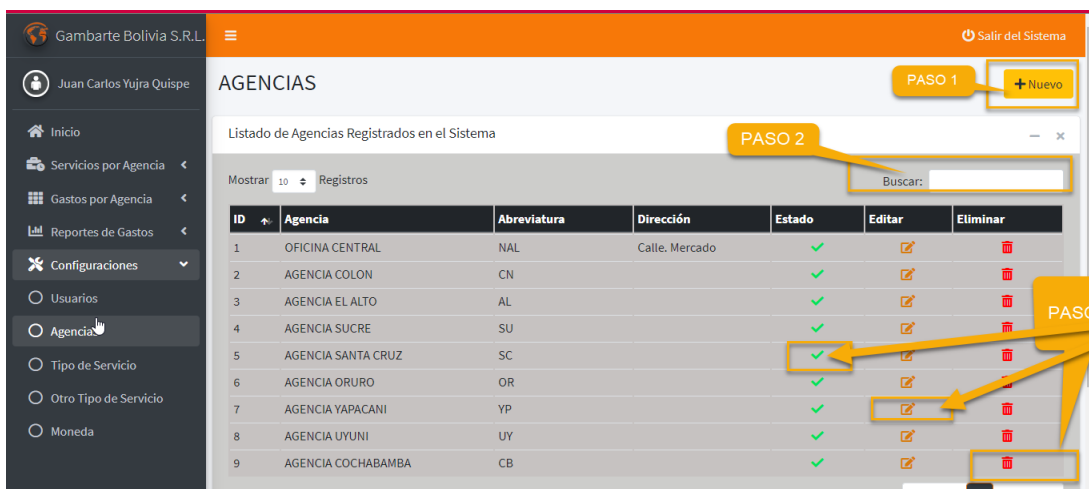 Gambarte Bolivia S.R.L.
Salir del Sistema
Juan Carlos Yujra Quispe
AGENCIAS
PASO 1
+ Nuevo
Inicio
Servicios por Agencia
Gastos por Agencia
Reportes de Gastos
Configuraciones
Usuarios
Agencias
Tipo de Servicio
Otro Tipo de Servicio
Moneda
Listado de Agencias Registrados en el Sistema
PASO 2
Mostrar 10 Registros
Buscar:
ID Agencia Abreviatura Dirección Estado Editar Eliminar
1 OFICINA CENTRAL NAL Calle. Mercado
2 AGENCIA COLON CN
3 AGENCIA EL ALTO AL
4 AGENCIA SUCRE SU
5 AGENCIA SANTA CRUZ SC
6 AGENCIA ORURO OR
7 AGENCIA YAPACANI YP
8 AGENCIA UYUNI UY
9 AGENCIA COCHABAMBA CB